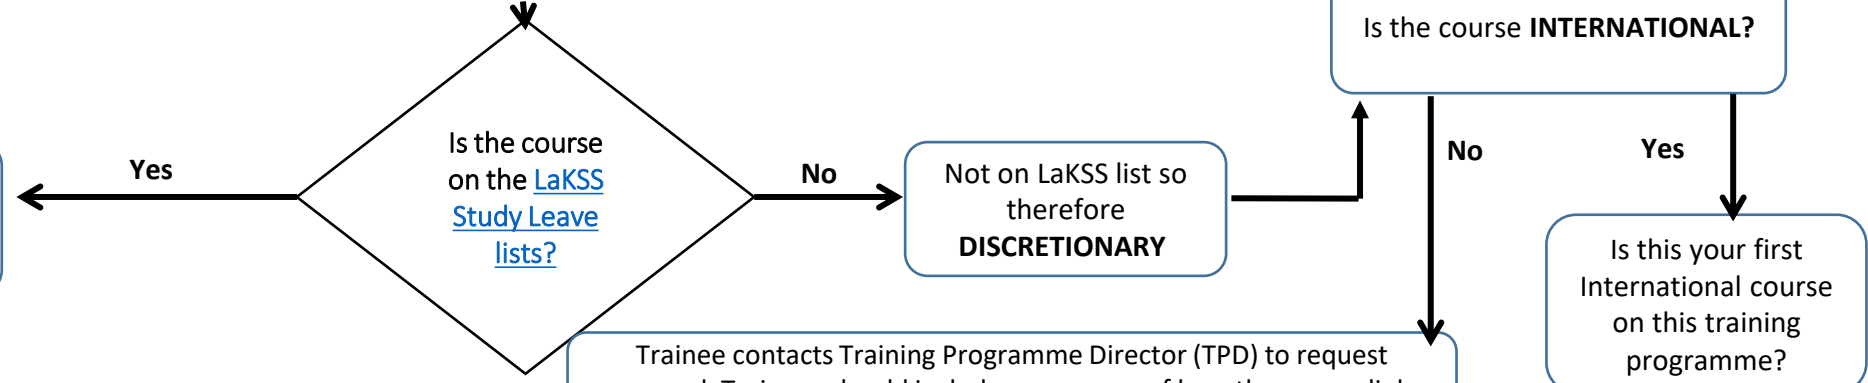 Is the course INTERNATIONAL?
Is the course
on the LaKSS
Study Leave
lists?
Yes
No
Not on LaKSS list so
therefore
DISCRETIONARY
No
Yes
Is this your first
International course
on this training
programme?
Trainee contacts Training Programme Director (TPD) to request